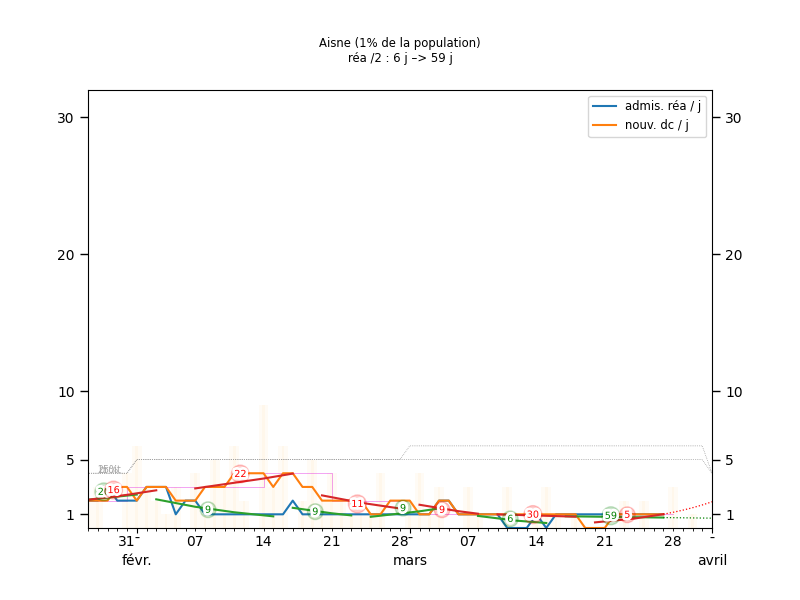 Aisne (1% de la population)
réa /2 : 6 j –> 59 j
admis. réa / j
nouv. dc / j
30 30
20 20
10 10
5 5
1 1
16 22 11 9 30 5
9 9 9 6 59
31 07 14 21 28 07 14 21 28
févr. mars avril